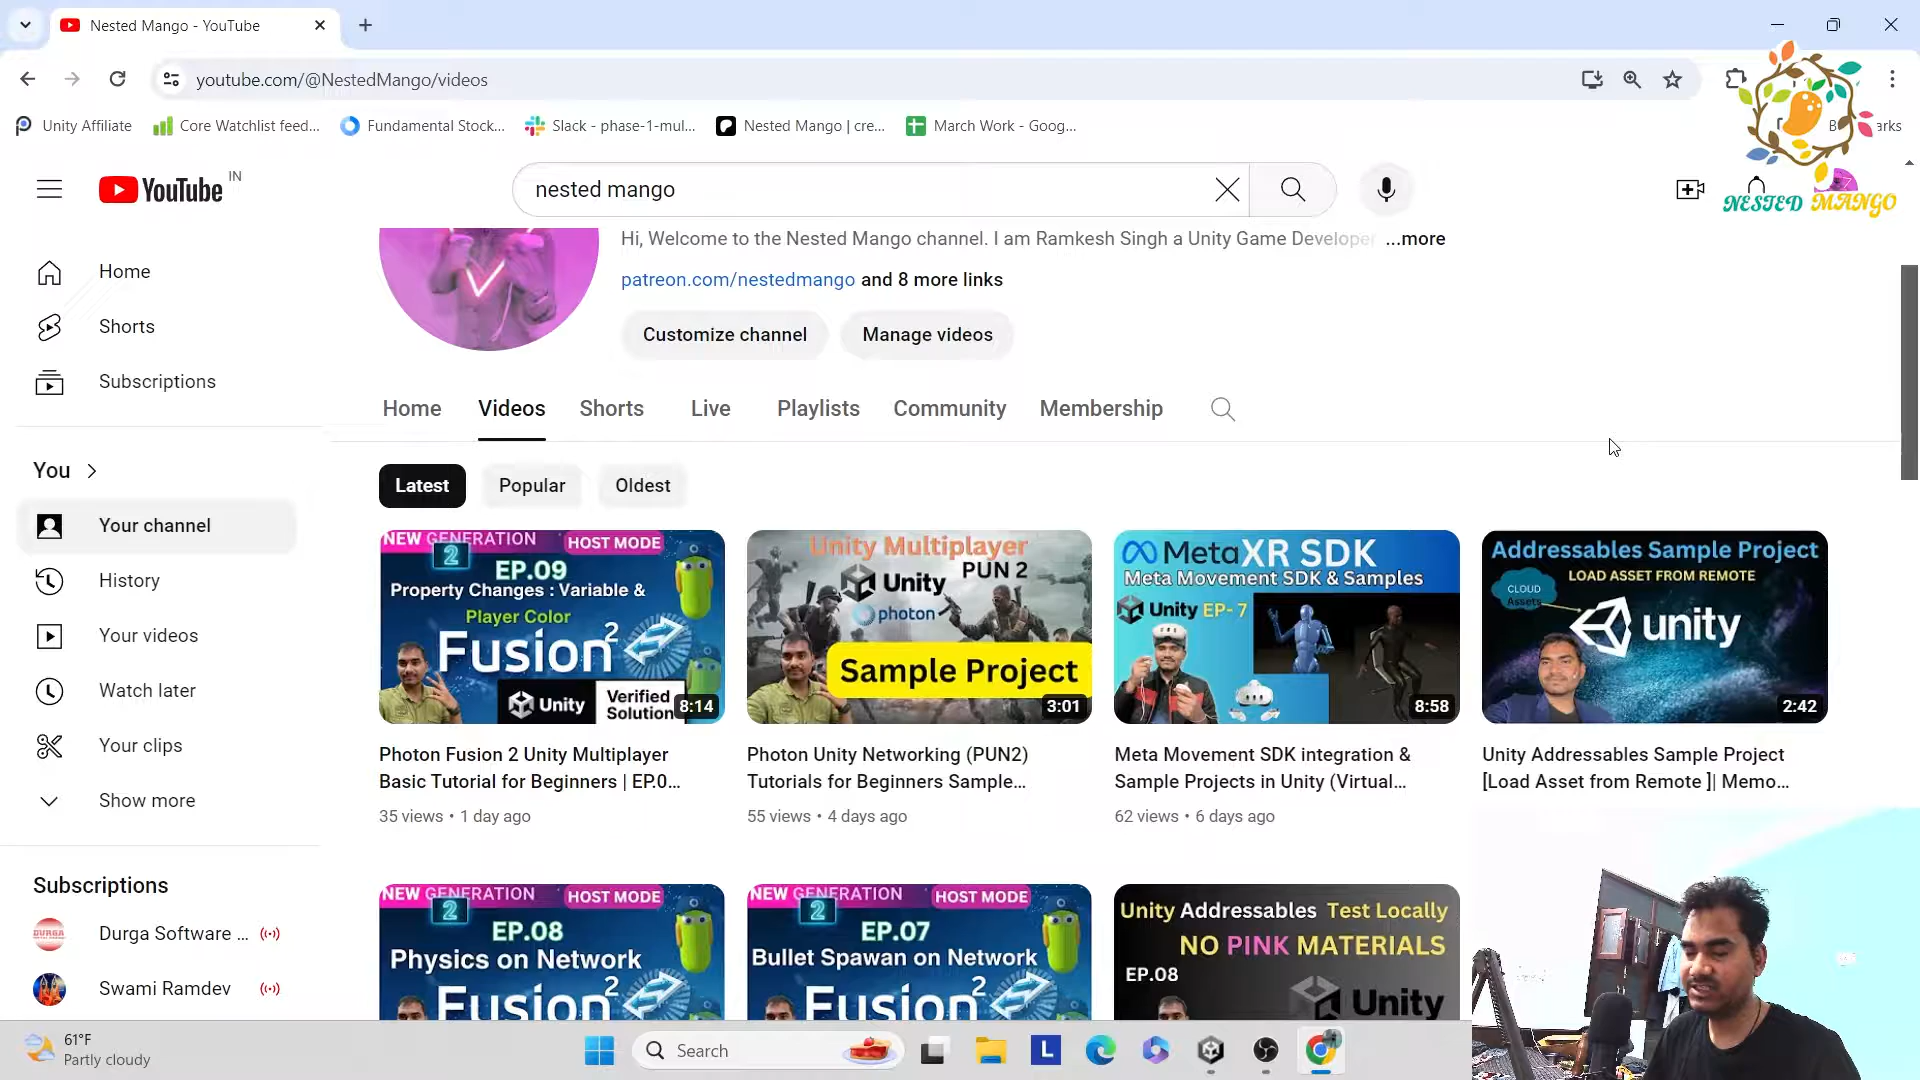 Nested Mango - YouTube
youtube.com/@NestedMango/videos
Unity Affiliate
Core Watchlist feed...
Fundamental Stock...
Slack - phase-1-mul...
Nested Mango | cre...
March Work - Goog...
NESTED MANGO
YouTube IN
nested mango
Hi, Welcome to the Nested Mango channel. I am Ramkesh Singh a Unity Game Developer ...more
patreon.com/nestedmango and 8 more links
Customize channel
Manage videos
Home
Videos
Shorts
Live
Playlists
Community
Membership
Latest
Popular
Oldest
Home
Shorts
Subscriptions
You
Your channel
History
Your videos
Watch later
Your clips
Show more
Subscriptions
Durga Software ...
Swami Ramdev
NEW GENERATION HOST MODE
2
EP.09
Property Changes : Variable &
Player Color
Fusion2
Unity
Verified
Solution
8:14
Photon Fusion 2 Unity Multiplayer
Basic Tutorial for Beginners | EP.0...
35 views • 1 day ago
Unity Multiplayer
PUN 2
Unity
photon
Sample Project
3:01
Photon Unity Networking (PUN2)
Tutorials for Beginners Sample...
55 views • 4 days ago
Meta XR SDK
Meta Movement SDK & Samples
Unity EP- 7
8:58
Meta Movement SDK integration &
Sample Projects in Unity (Virtual...
62 views • 6 days ago
Addressables Sample Project
LOAD ASSET FROM REMOTE
CLOUD
Assets
unity
2:42
Unity Addressables Sample Project
[Load Asset from Remote ]| Memo...
NEW GENERATION HOST MODE
2
EP.08
Physics on Network
Fusion2
NEW GENERATION HOST MODE
2
EP.07
Bullet Spawan on Network
Fusion2
Unity Addressables Test Locally
NO PINK MATERIALS
EP.08
Unity
61°F
Partly cloudy
Search
L